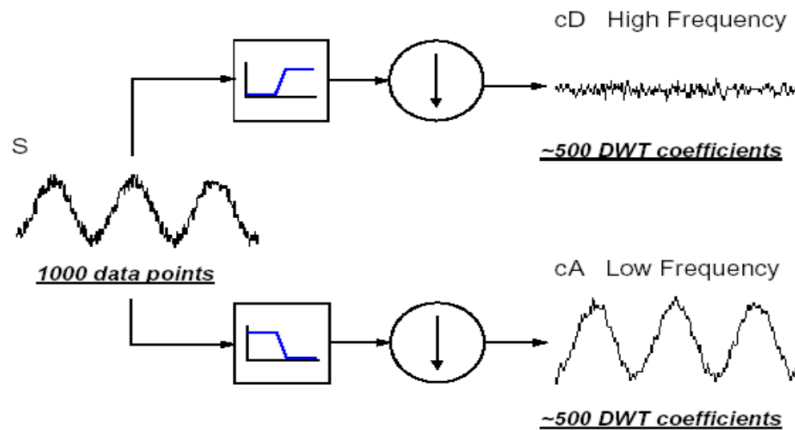 cD High Frequency
~500 DWT coefficients
S
1000 data points
cA Low Frequency
~500 DWT coefficients